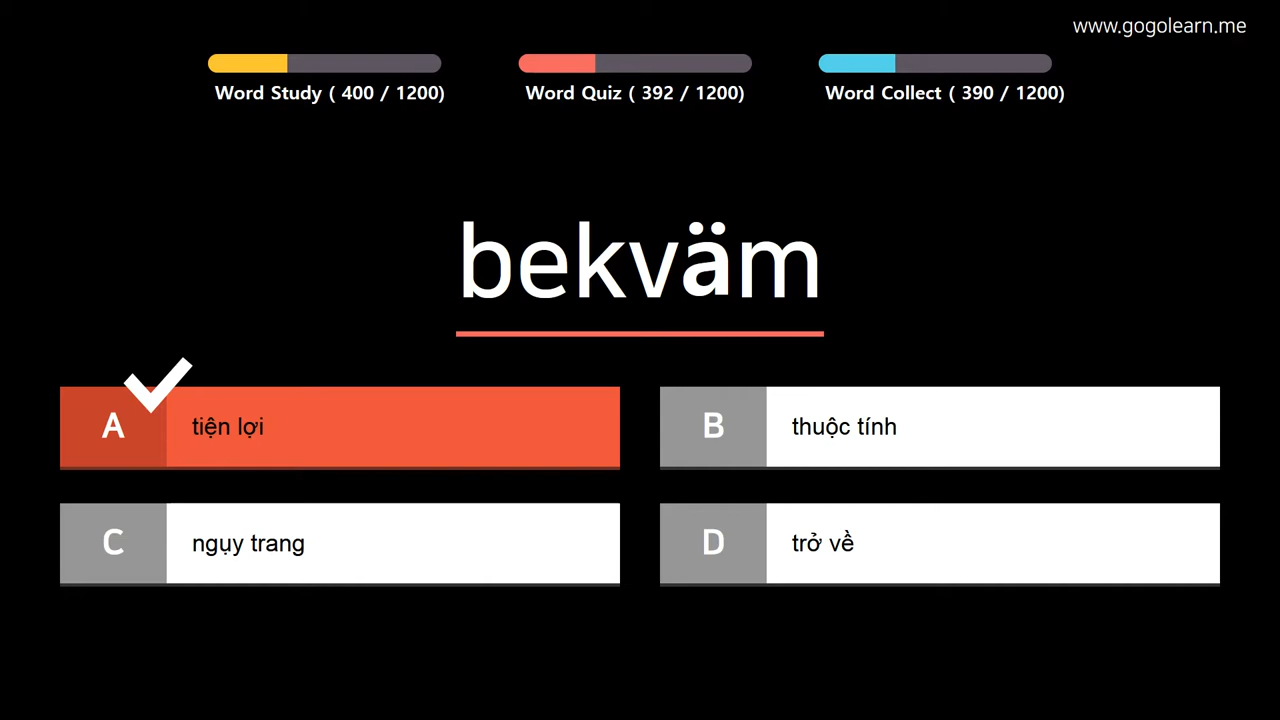 www.gogolearn.me
Word Study ( 400 / 1200)
Word Quiz ( 392 / 1200)
Word Collect ( 390 / 1200)
bekväm
A tiện lợi
B thuộc tính
C ngụy trang
D trở về